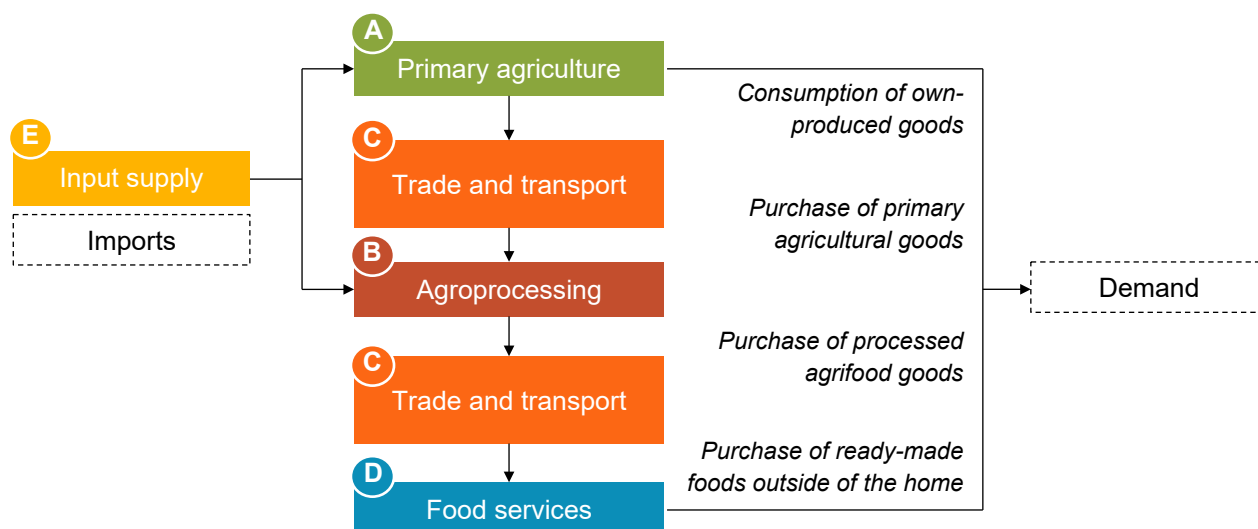 A
Primary agriculture
Consumption of own-
produced goods
E
Input supply
Imports
C
Trade and transport
Purchase of primary
agricultural goods
B
Agroprocessing
Demand
C
Trade and transport
Purchase of processed
agrifood goods
D
Food services
Purchase of ready-made
foods outside of the home